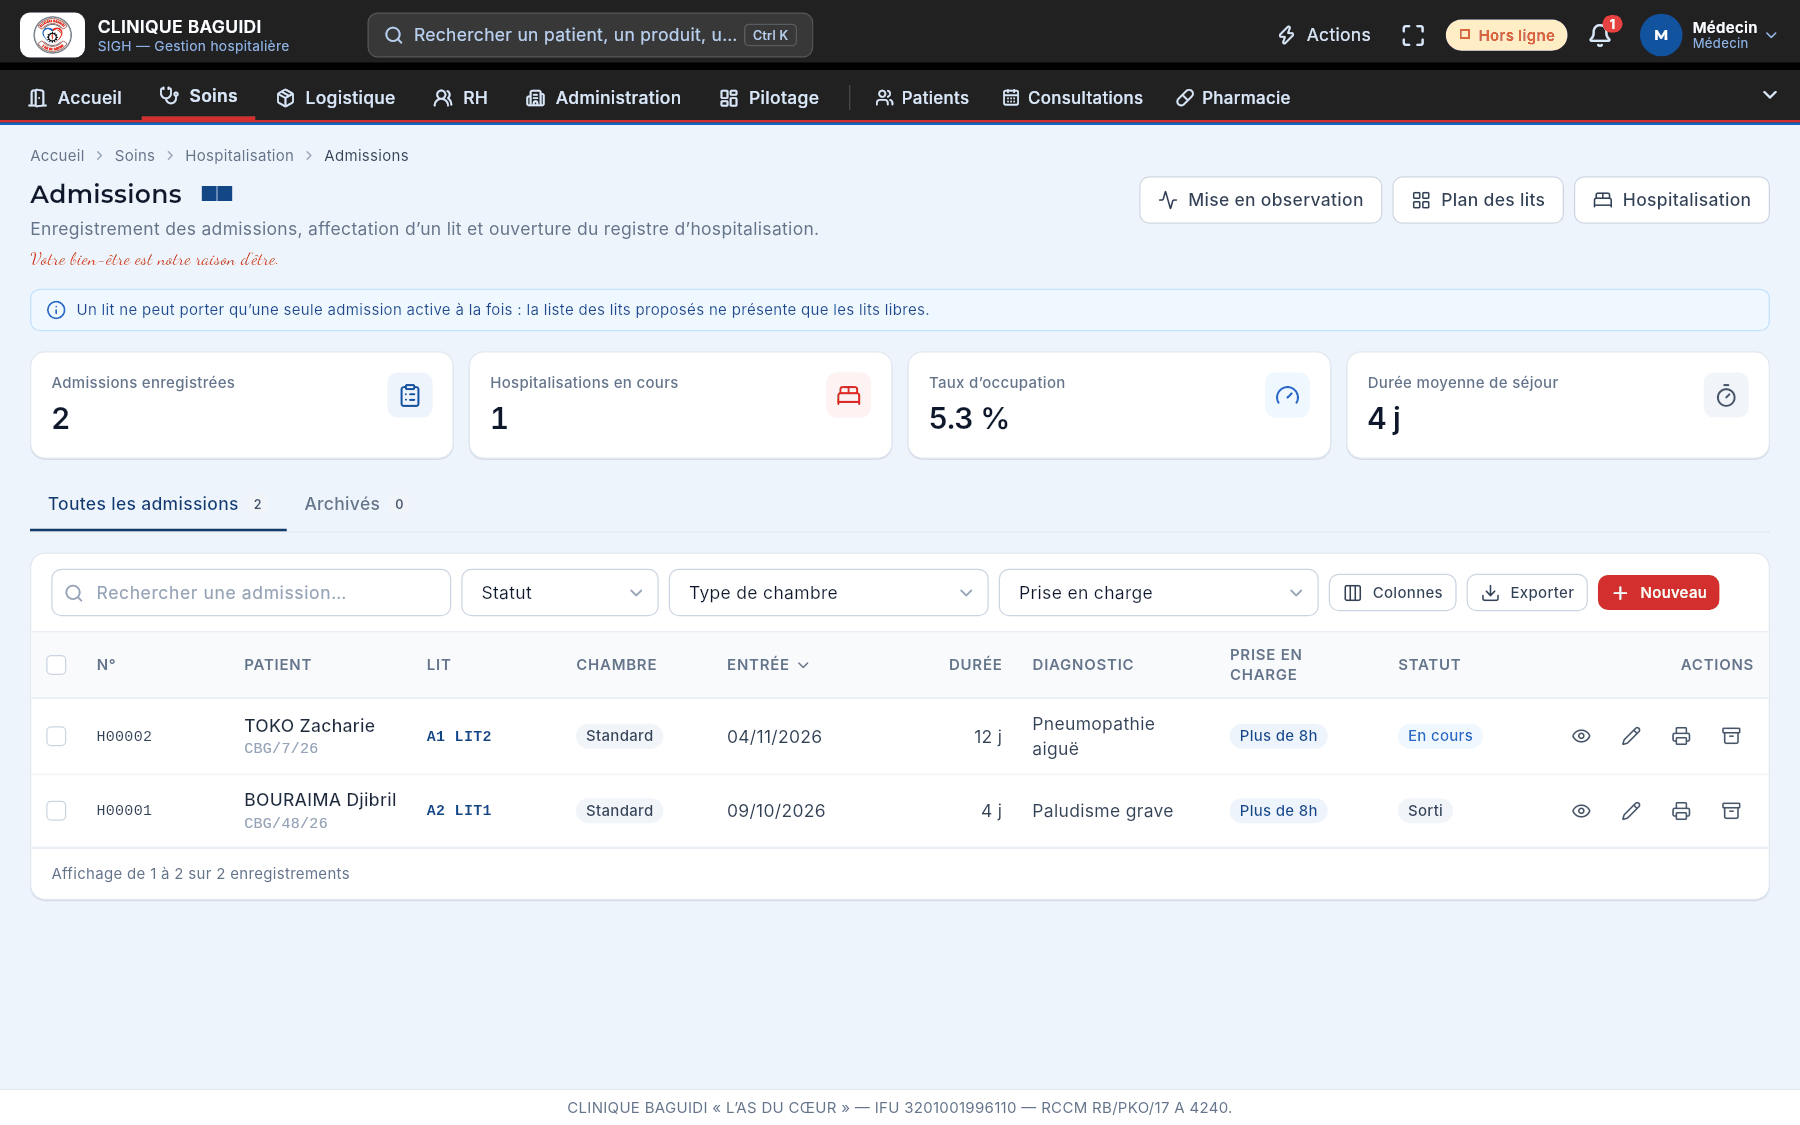 CLINIQUE BAGUIDI
SIGH — Gestion hospitalière
Rechercher un patient, un produit, u...
Ctrl K
Actions
Hors ligne
1
M
Médecin
Médecin
Accueil
Soins
Logistique
RH
Administration
Pilotage
Patients
Consultations
Pharmacie
Accueil > Soins > Hospitalisation > Admissions
Admissions
Enregistrement des admissions, affectation d’un lit et ouverture du registre d’hospitalisation.
Votre bien-être est notre raison d'être.
Mise en observation
Plan des lits
Hospitalisation
Un lit ne peut porter qu’une seule admission active à la fois : la liste des lits proposés ne présente que les lits libres.
Admissions enregistrées
2
Hospitalisations en cours
1
Taux d’occupation
5.3 %
Durée moyenne de séjour
4 j
Toutes les admissions 2
Archivés 0
Rechercher une admission...
Statut
Type de chambre
Prise en charge
Colonnes
Exporter
Nouveau
N° PATIENT LIT CHAMBRE ENTRÉE DURÉE DIAGNOSTIC PRISE EN CHARGE STATUT ACTIONS
H00002 TOKO Zacharie CBG/7/26 A1 LIT2 Standard 04/11/2026 12 j Pneumopathie aiguë Plus de 8h En cours
H00001 BOURAIMA Djibril CBG/48/26 A2 LIT1 Standard 09/10/2026 4 j Paludisme grave Plus de 8h Sorti
Affichage de 1 à 2 sur 2 enregistrements
CLINIQUE BAGUIDI « L’AS DU CŒUR » — IFU 3201001996110 — RCCM RB/PKO/17 A 4240.